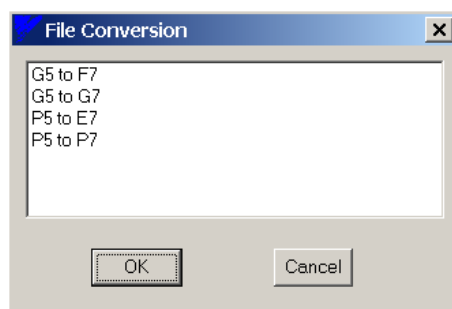 File Conversion
G5 to F7
G5 to G7
P5 to E7
P5 to P7
OK
Cancel